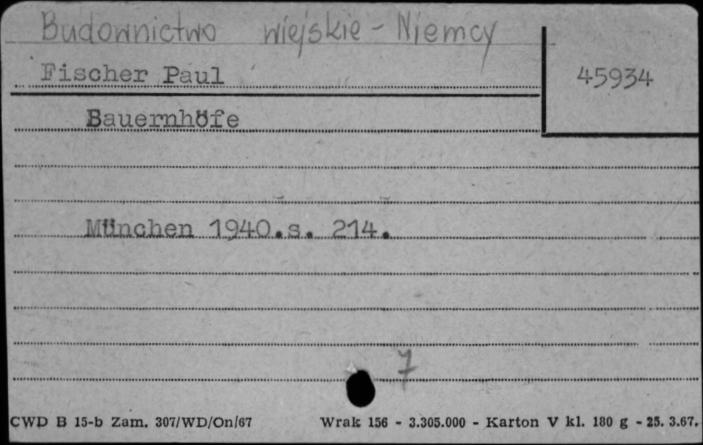 Budownictwo wiejskie - Niemcy
Fischer Paul
45934
Bauernhöfe
München 1940.s. 214.
7
CWD B 15-b Zam. 307/WD/On/67 Wrak 156 - 3.305.000 - Karton V kl. 180 g - 25. 3.67.